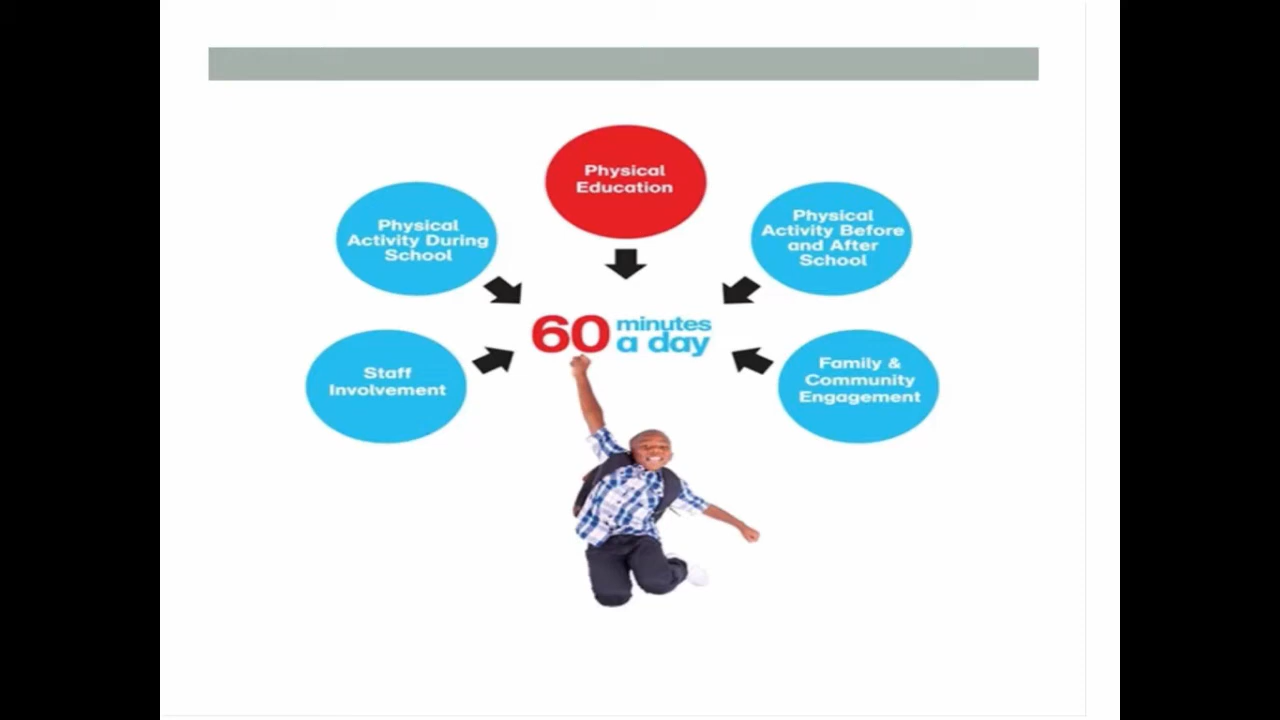 Physical
Education
Physical
Activity During
School
Physical
Activity Before
and After
School
60 minutes
a day
Staff
Involvement
Family &
Community
Engagement